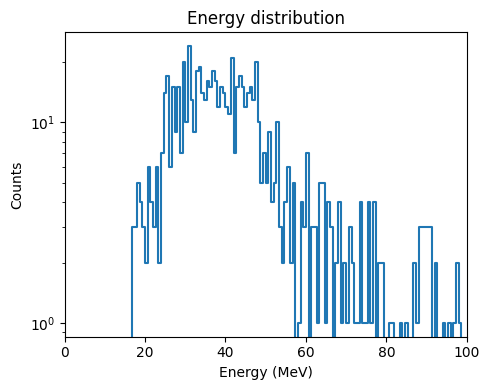 Energy distribution
Counts
10¹
10⁰
0 20 40 60 80 100
Energy (MeV)